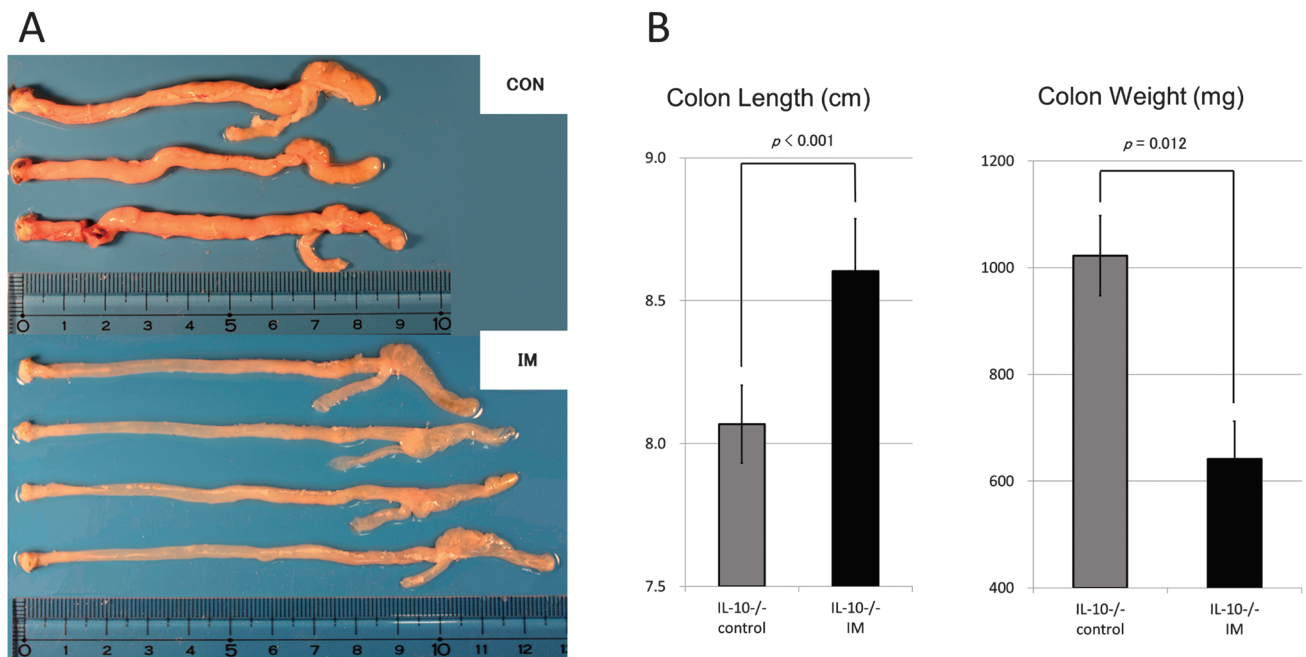 A
CON
0 1 2 3 4 5 6 7 8 9 10
IM
0 1 2 3 4 5 6 7 8 9 10 11 12
B
Colon Length (cm)
p < 0.001
9.0
8.5
8.0
7.5
IL-10-/-
control
IL-10-/-
IM
Colon Weight (mg)
p = 0.012
1200
1000
800
600
400
IL-10-/-
control
IL-10-/-
IM